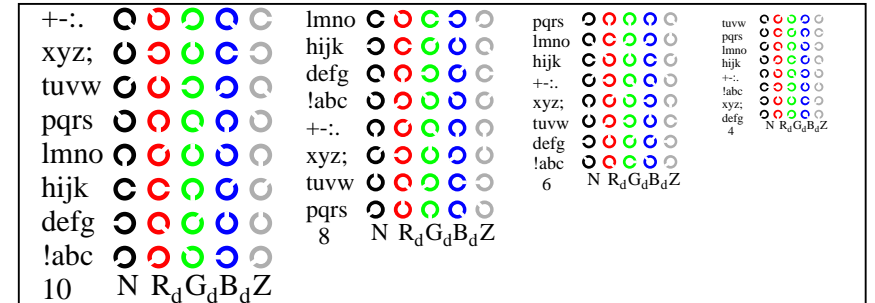 +-:.
xyz;
tuvw
pqrs
lmno
hijk
defg
!abc
10 N RdGdBdZ
lmno
hijk
defg
!abc
+-:.
xyz;
tuvw
pqrs
8 N RdGdBdZ
pqrs
lmno
hijk
+-:.
xyz;
tuvw
defg
!abc
6 N RdGdBdZ
tuvw
pqrs
lmno
hijk
+-:.
!abc
xyz;
defg
4 N RdGdBdZ